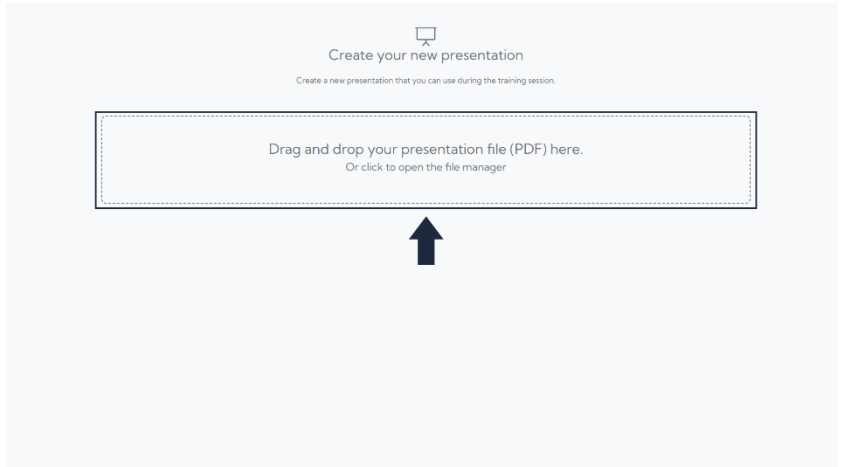 Create your new presentation
Create a new presentation that you can use during the training session.
Drag and drop your presentation file (PDF) here.
Or click to open the file manager